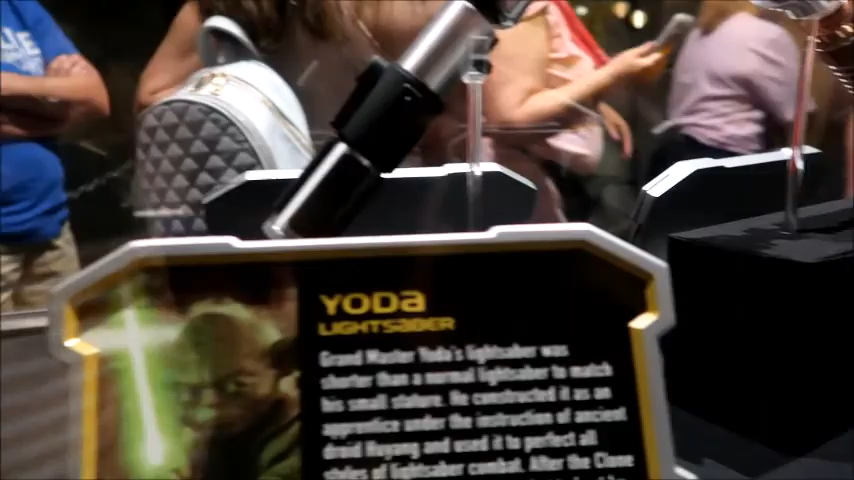 YODA
LIGHTSABER
Grand Master Yoda's lightsaber was
shorter than a normal lightsaber to match
his small stature. He constructed it as an
apprentice under the instruction of ancient
droid Huyang and used it to perfect all
styles of lightsaber combat. After the Clone